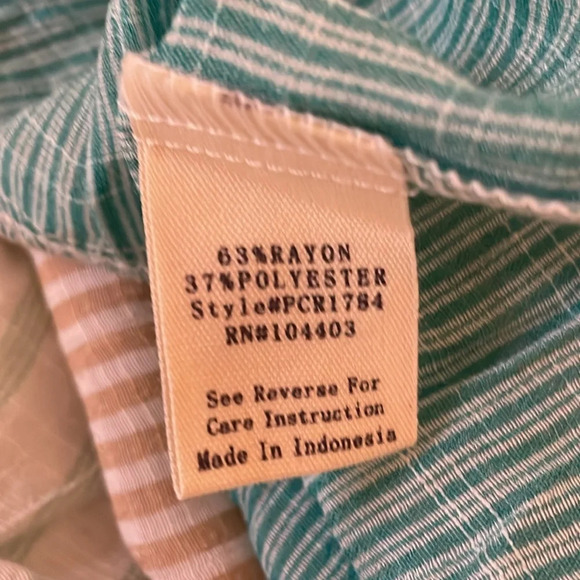 63%RAYON
37%POLYESTER
Style#PCR1784
RN#104403
See Reverse For
Care Instruction
Made In Indonesia